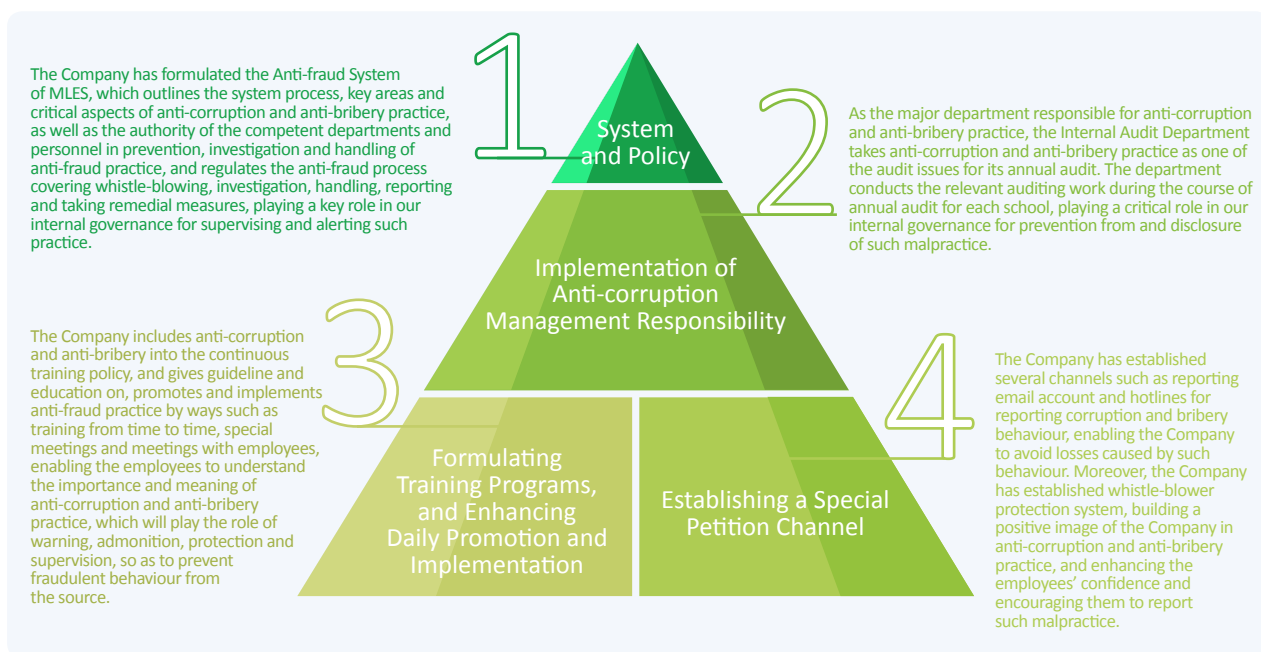 1
The Company has formulated the Anti-fraud System
of MLES, which outlines the system process, key areas and
critical aspects of anti-corruption and anti-bribery practice,
as well as the authority of the competent departments and
personnel in prevention, investigation and handling of
anti-fraud practice, and regulates the anti-fraud process
covering whistle-blowing, investigation, handling, reporting
and taking remedial measures, playing a key role in our
internal governance for supervising and alerting such
practice.
System
and Policy
2
As the major department responsible for anti-corruption
and anti-bribery practice, the Internal Audit Department
takes anti-corruption and anti-bribery practice as one of
the audit issues for its annual audit. The department
conducts the relevant auditing work during the course of
annual audit for each school, playing a critical role in our
internal governance for prevention from and disclosure
of such malpractice.
Implementation of
Anti-corruption
Management Responsibility
3
The Company includes anti-corruption
and anti-bribery into the continuous
training policy, and gives guideline and
education on, promotes and implements
anti-fraud practice by ways such as
training from time to time, special
meetings and meetings with employees,
enabling the employees to understand
the importance and meaning of
anti-corruption and anti-bribery
practice, which will play the role of
warning, admonition, protection and
supervision, so as to prevent
fraudulent behaviour from
the source.
Formulating
Training Programs,
and Enhancing
Daily Promotion and
Implementation
4
The Company has established
several channels such as reporting
email account and hotlines for
reporting corruption and bribery
behaviour, enabling the Company
to avoid losses caused by such
behaviour. Moreover, the Company
has established whistle-blower
protection system, building a
positive image of the Company in
anti-corruption and anti-bribery
practice, and enhancing the
employees’ confidence and
encouraging them to report
such malpractice.
Establishing a Special
Petition Channel